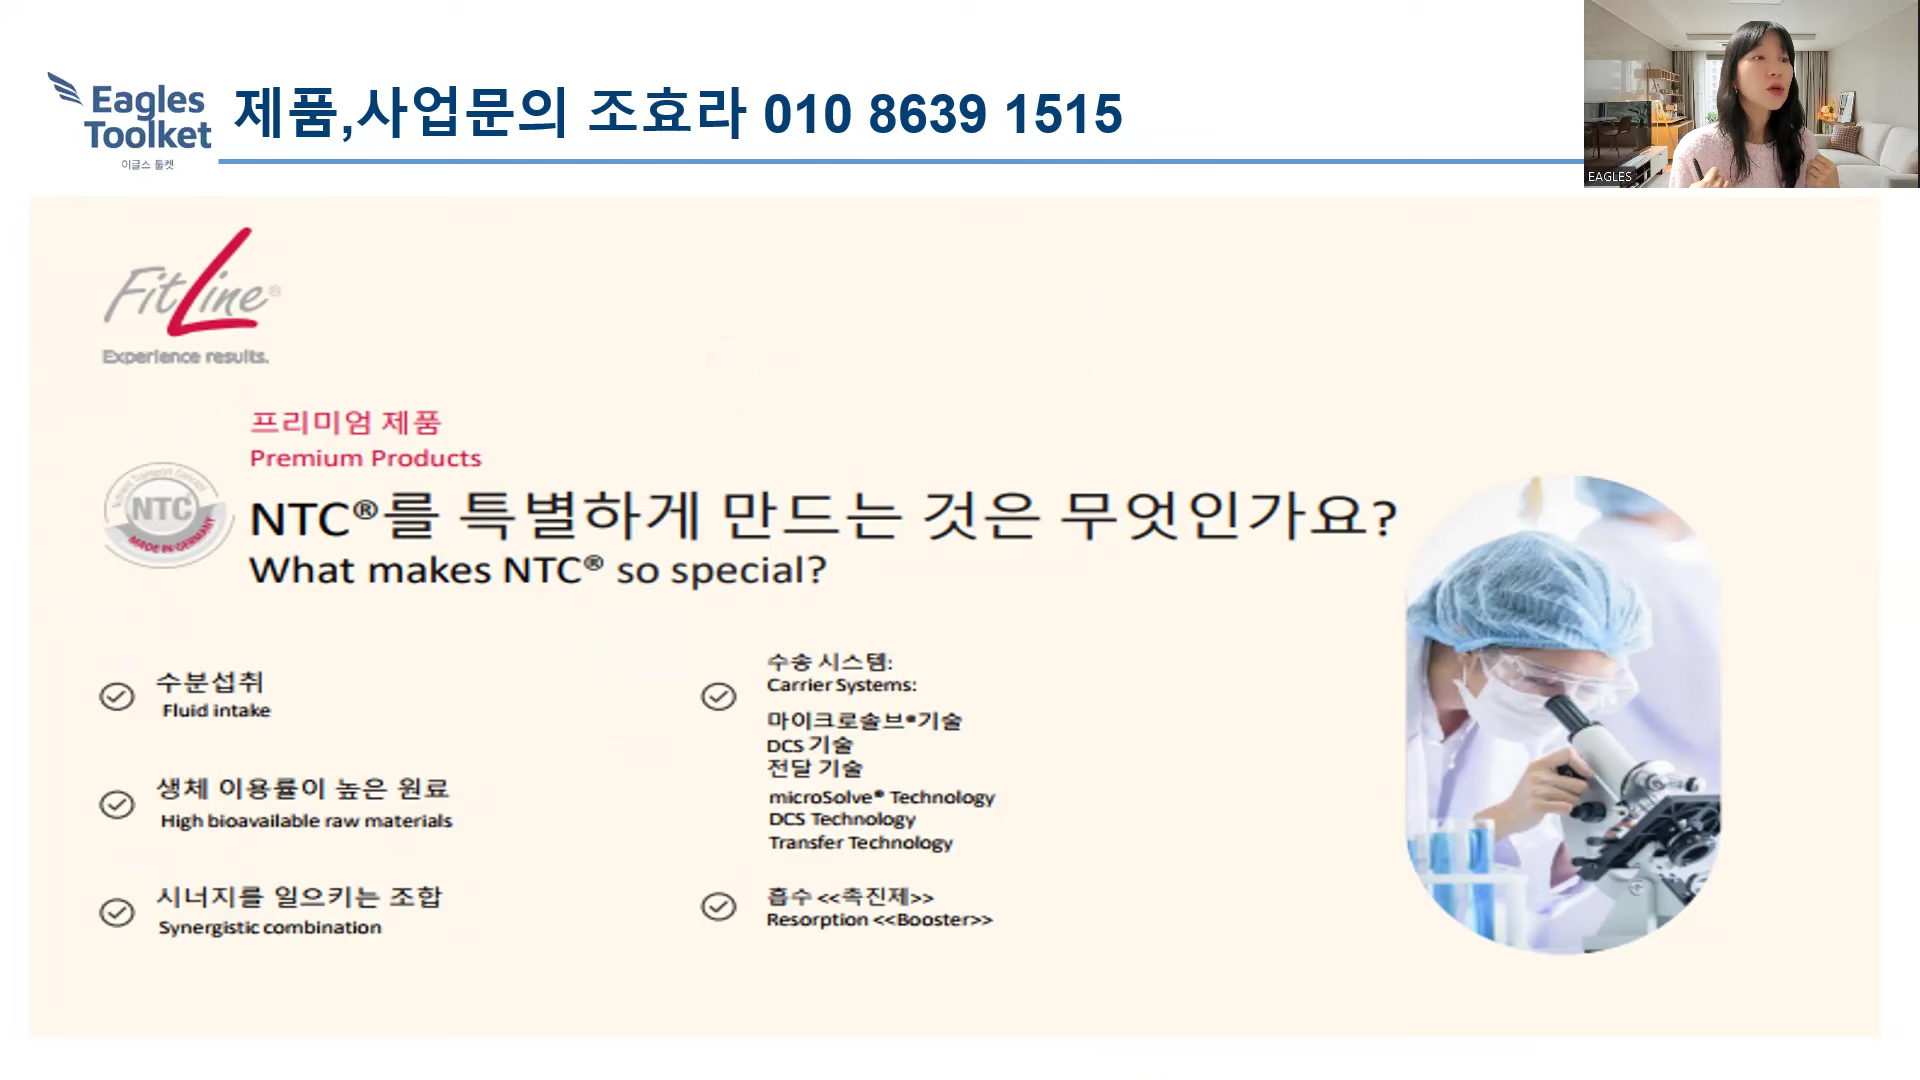 Eagles
Toolket
이글스 툴켓
제품,사업문의 조효라 010 8639 1515
EAGLES
FitLine®
Experience results.
프리미엄 제품
Premium Products
Nutrient Transport Concept
NTC
MADE IN GERMANY
NTC®를 특별하게 만드는 것은 무엇인가요?
What makes NTC® so special?
수분섭취
Fluid intake
생체 이용률이 높은 원료
High bioavailable raw materials
시너지를 일으키는 조합
Synergistic combination
수송 시스템:
Carrier Systems:
마이크로솔브®기술
DCS 기술
전달 기술
microSolve® Technology
DCS Technology
Transfer Technology
흡수 <<촉진제>>
Resorption <<Booster>>